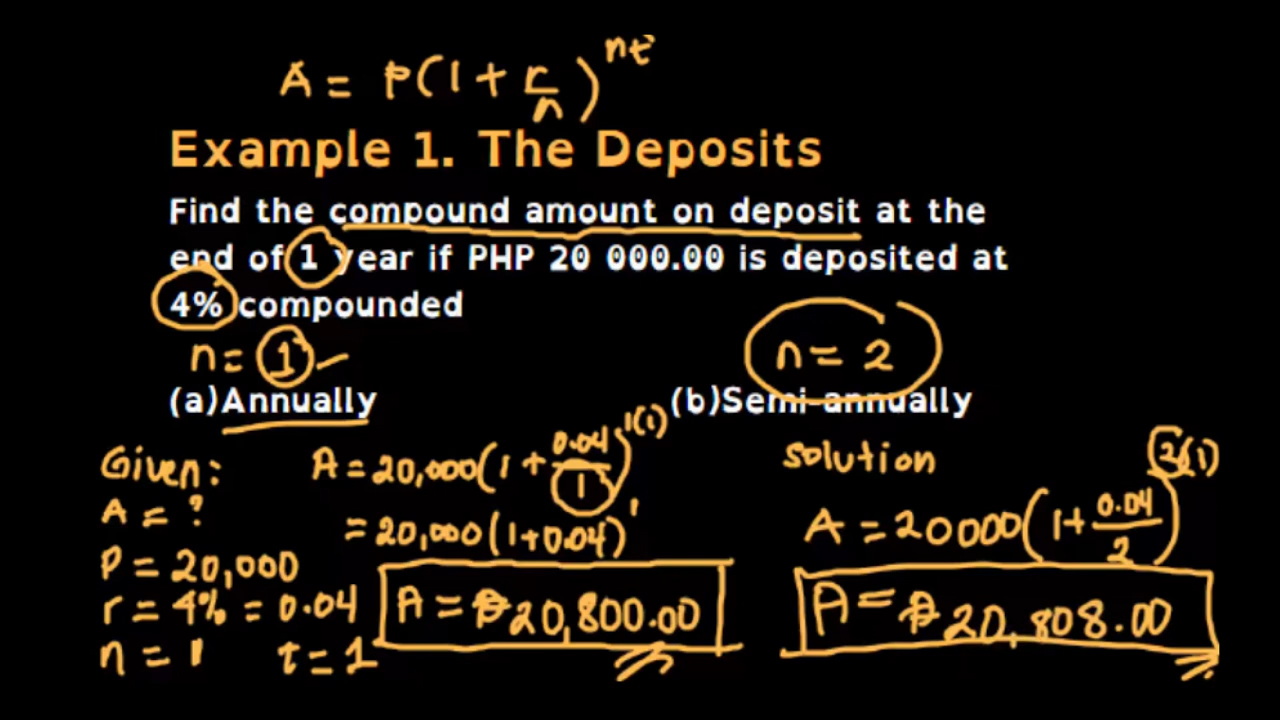 A = P(1 + r/n)^nt
Example 1. The Deposits
Find the compound amount on deposit at the
end of 1 year if PHP 20 000.00 is deposited at
4% compounded
n = 1
(a)Annually
Given:
A = ?
P = 20,000
r = 4% = 0.04
n = 1 t = 1
A = 20,000(1 + 0.04/1)^1(1)
= 20,000(1+0.04)^1
A = ₱20,800.00
n = 2
(b)Semi-annually
solution
A = 20000(1+ 0.04/2)^2(1)
A = ₱20,808.00